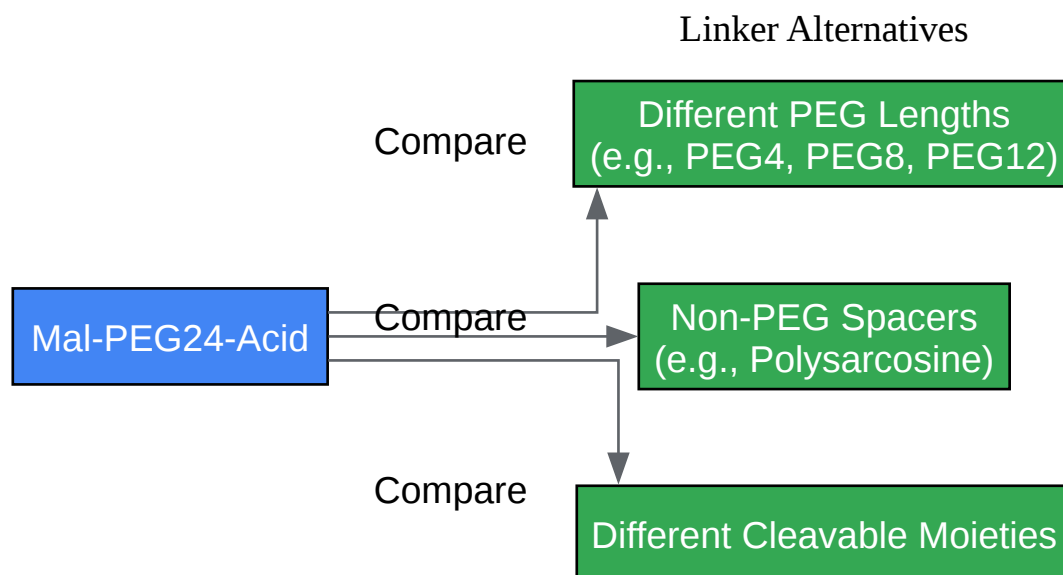 Linker Alternatives
Compare
Different PEG Lengths
(e.g., PEG4, PEG8, PEG12)
Mal-PEG24-Acid
Compare
Non-PEG Spacers
(e.g., Polysarcosine)
Compare
Different Cleavable Moieties